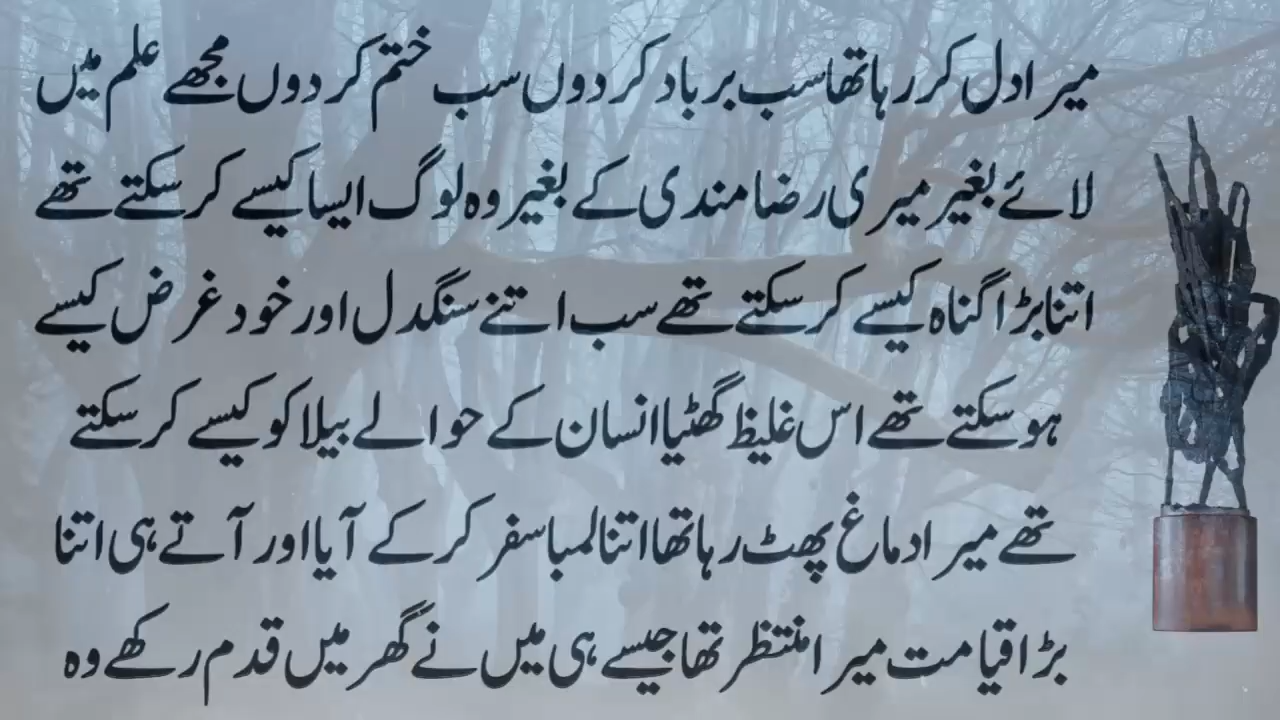 میرا دل کر رہا تھا سب برباد کر دوں سب ختم کر دوں مجھے علم میں
لائے بغیر میری رضا مندی کے بغیر وہ لوگ ایسا کیسے کر سکتے تھے
اتنا بڑا گناہ کیسے کر سکتے تھے سب اتنے سنگدل اور خود غرض کیسے
ہو سکتے تھے اس غلیظ گھٹیا انسان کے حوالے بیلا کو کیسے کر سکتے
تھے میرا دماغ پھٹ رہا تھا اتنا لمبا سفر کر کے آیا اور آتے ہی اتنا
بڑا قیامت میرا منتظر تھا جیسے ہی میں نے گھر میں قدم رکھے وہ